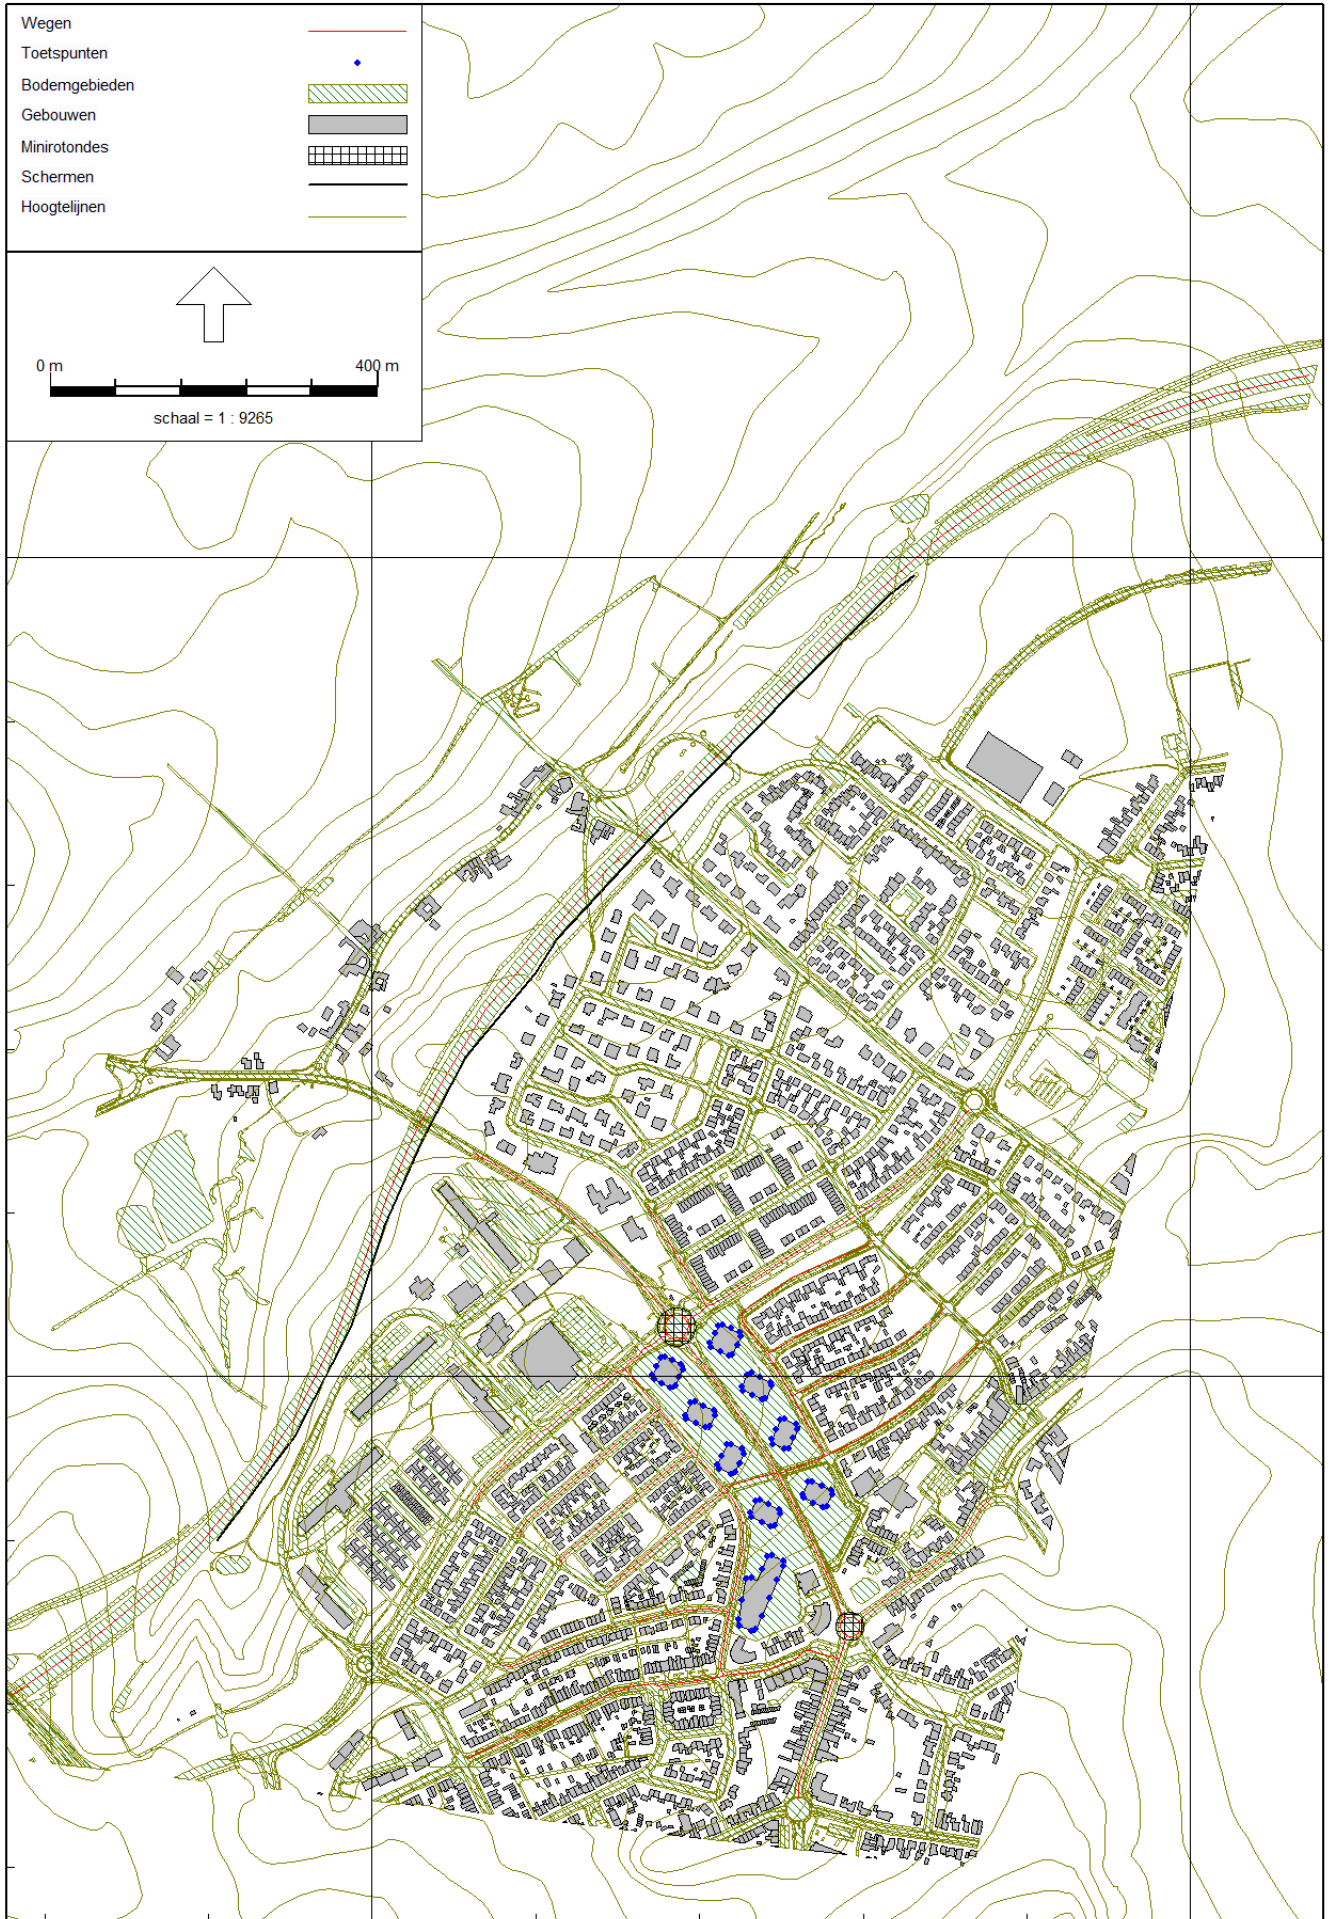 Wegen
Toetspunten
Bodemgebieden
Gebouwen
Minirotondes
Schermen
Hoogtelijnen
0 m 400 m
schaal = 1 : 9265